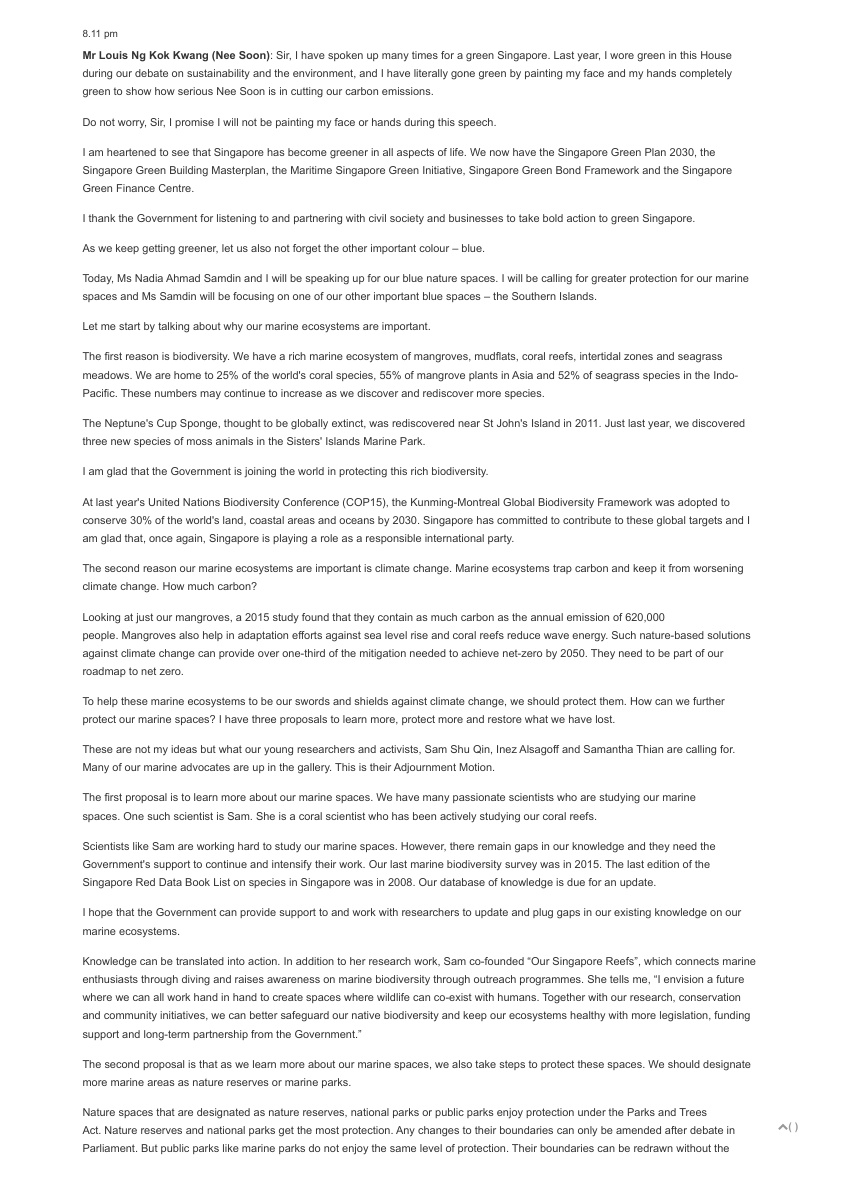 8.11 pm
Mr Louis Ng Kok Kwang (Nee Soon): Sir, I have spoken up many times for a green Singapore. Last year, I wore green in this House
during our debate on sustainability and the environment, and I have literally gone green by painting my face and my hands completely
green to show how serious Nee Soon is in cutting our carbon emissions.
Do not worry, Sir, I promise I will not be painting my face or hands during this speech.
I am heartened to see that Singapore has become greener in all aspects of life. We now have the Singapore Green Plan 2030, the
Singapore Green Building Masterplan, the Maritime Singapore Green Initiative, Singapore Green Bond Framework and the Singapore
Green Finance Centre.
I thank the Government for listening to and partnering with civil society and businesses to take bold action to green Singapore.
As we keep getting greener, let us also not forget the other important colour – blue.
Today, Ms Nadia Ahmad Samdin and I will be speaking up for our blue nature spaces. I will be calling for greater protection for our marine
spaces and Ms Samdin will be focusing on one of our other important blue spaces – the Southern Islands.
Let me start by talking about why our marine ecosystems are important.
The first reason is biodiversity. We have a rich marine ecosystem of mangroves, mudflats, coral reefs, intertidal zones and seagrass
meadows. We are home to 25% of the world's coral species, 55% of mangrove plants in Asia and 52% of seagrass species in the Indo-
Pacific. These numbers may continue to increase as we discover and rediscover more species.
The Neptune's Cup Sponge, thought to be globally extinct, was rediscovered near St John's Island in 2011. Just last year, we discovered
three new species of moss animals in the Sisters' Islands Marine Park.
I am glad that the Government is joining the world in protecting this rich biodiversity.
At last year's United Nations Biodiversity Conference (COP15), the Kunming-Montreal Global Biodiversity Framework was adopted to
conserve 30% of the world's land, coastal areas and oceans by 2030. Singapore has committed to contribute to these global targets and I
am glad that, once again, Singapore is playing a role as a responsible international party.
The second reason our marine ecosystems are important is climate change. Marine ecosystems trap carbon and keep it from worsening
climate change. How much carbon?
Looking at just our mangroves, a 2015 study found that they contain as much carbon as the annual emission of 620,000
people. Mangroves also help in adaptation efforts against sea level rise and coral reefs reduce wave energy. Such nature-based solutions
against climate change can provide over one-third of the mitigation needed to achieve net-zero by 2050. They need to be part of our
roadmap to net zero.
To help these marine ecosystems to be our swords and shields against climate change, we should protect them. How can we further
protect our marine spaces? I have three proposals to learn more, protect more and restore what we have lost.
These are not my ideas but what our young researchers and activists, Sam Shu Qin, Inez Alsagoff and Samantha Thian are calling for.
Many of our marine advocates are up in the gallery. This is their Adjournment Motion.
The first proposal is to learn more about our marine spaces. We have many passionate scientists who are studying our marine
spaces. One such scientist is Sam. She is a coral scientist who has been actively studying our coral reefs.
Scientists like Sam are working hard to study our marine spaces. However, there remain gaps in our knowledge and they need the
Government's support to continue and intensify their work. Our last marine biodiversity survey was in 2015. The last edition of the
Singapore Red Data Book List on species in Singapore was in 2008. Our database of knowledge is due for an update.
I hope that the Government can provide support to and work with researchers to update and plug gaps in our existing knowledge on our
marine ecosystems.
Knowledge can be translated into action. In addition to her research work, Sam co-founded “Our Singapore Reefs”, which connects marine
enthusiasts through diving and raises awareness on marine biodiversity through outreach programmes. She tells me, “I envision a future
where we can all work hand in hand to create spaces where wildlife can co-exist with humans. Together with our research, conservation
and community initiatives, we can better safeguard our native biodiversity and keep our ecosystems healthy with more legislation, funding
support and long-term partnership from the Government.”
The second proposal is that as we learn more about our marine spaces, we also take steps to protect these spaces. We should designate
more marine areas as nature reserves or marine parks.
Nature spaces that are designated as nature reserves, national parks or public parks enjoy protection under the Parks and Trees
Act. Nature reserves and national parks get the most protection. Any changes to their boundaries can only be amended after debate in
Parliament. But public parks like marine parks do not enjoy the same level of protection. Their boundaries can be redrawn without the
( )